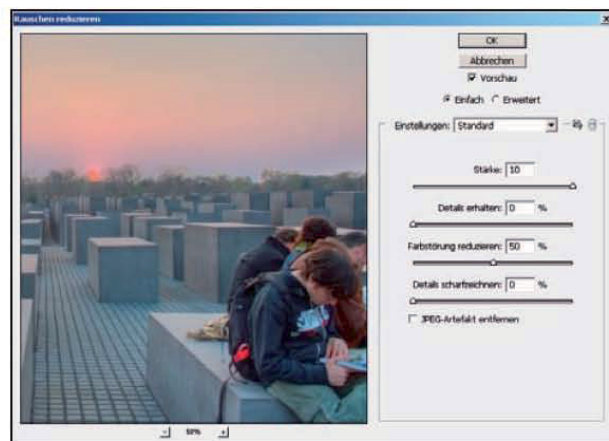 Rauschen reduzieren
OK
Abbrechen
Vorschau
Einfach Erweitert
Einstellungen: Standard
Stärke: 10
Details erhalten: 0 %
Farbstörung reduzieren: 50 %
Details scharfzeichnen: 0 %
JPEG-Artefakt entfernen
- 50% +